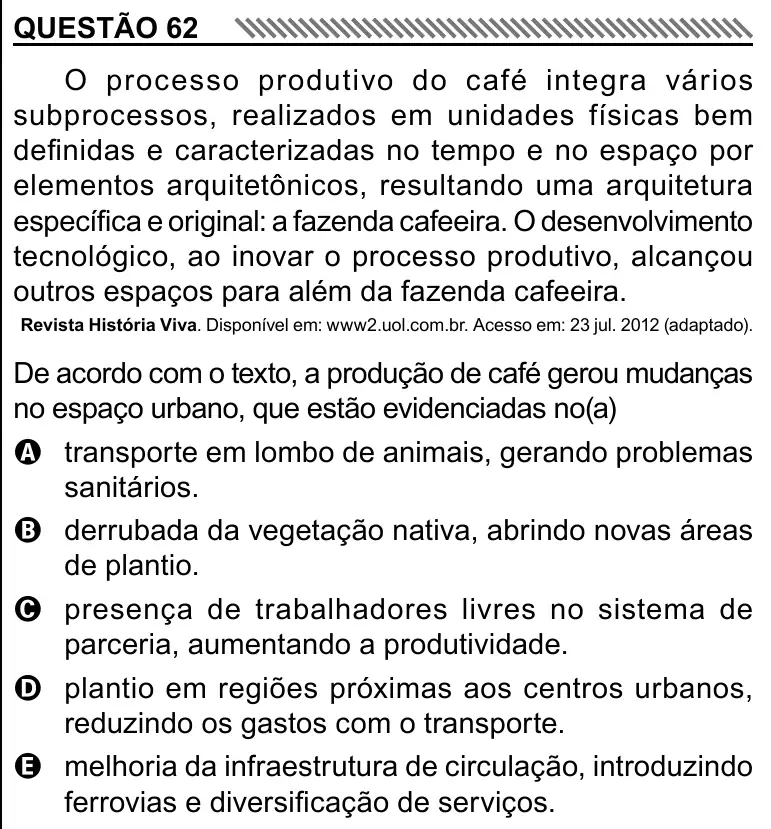 QUESTÃO 62
O processo produtivo do café integra vários
subprocessos, realizados em unidades físicas bem
definidas e caracterizadas no tempo e no espaço por
elementos arquitetônicos, resultando uma arquitetura
específica e original: a fazenda cafeeira. O desenvolvimento
tecnológico, ao inovar o processo produtivo, alcançou
outros espaços para além da fazenda cafeeira.
Revista História Viva. Disponível em: www2.uol.com.br. Acesso em: 23 jul. 2012 (adaptado).
De acordo com o texto, a produção de café gerou mudanças
no espaço urbano, que estão evidenciadas no(a)
A transporte em lombo de animais, gerando problemas
sanitários.
B derrubada da vegetação nativa, abrindo novas áreas
de plantio.
C presença de trabalhadores livres no sistema de
parceria, aumentando a produtividade.
D plantio em regiões próximas aos centros urbanos,
reduzindo os gastos com o transporte.
E melhoria da infraestrutura de circulação, introduzindo
ferrovias e diversificação de serviços.